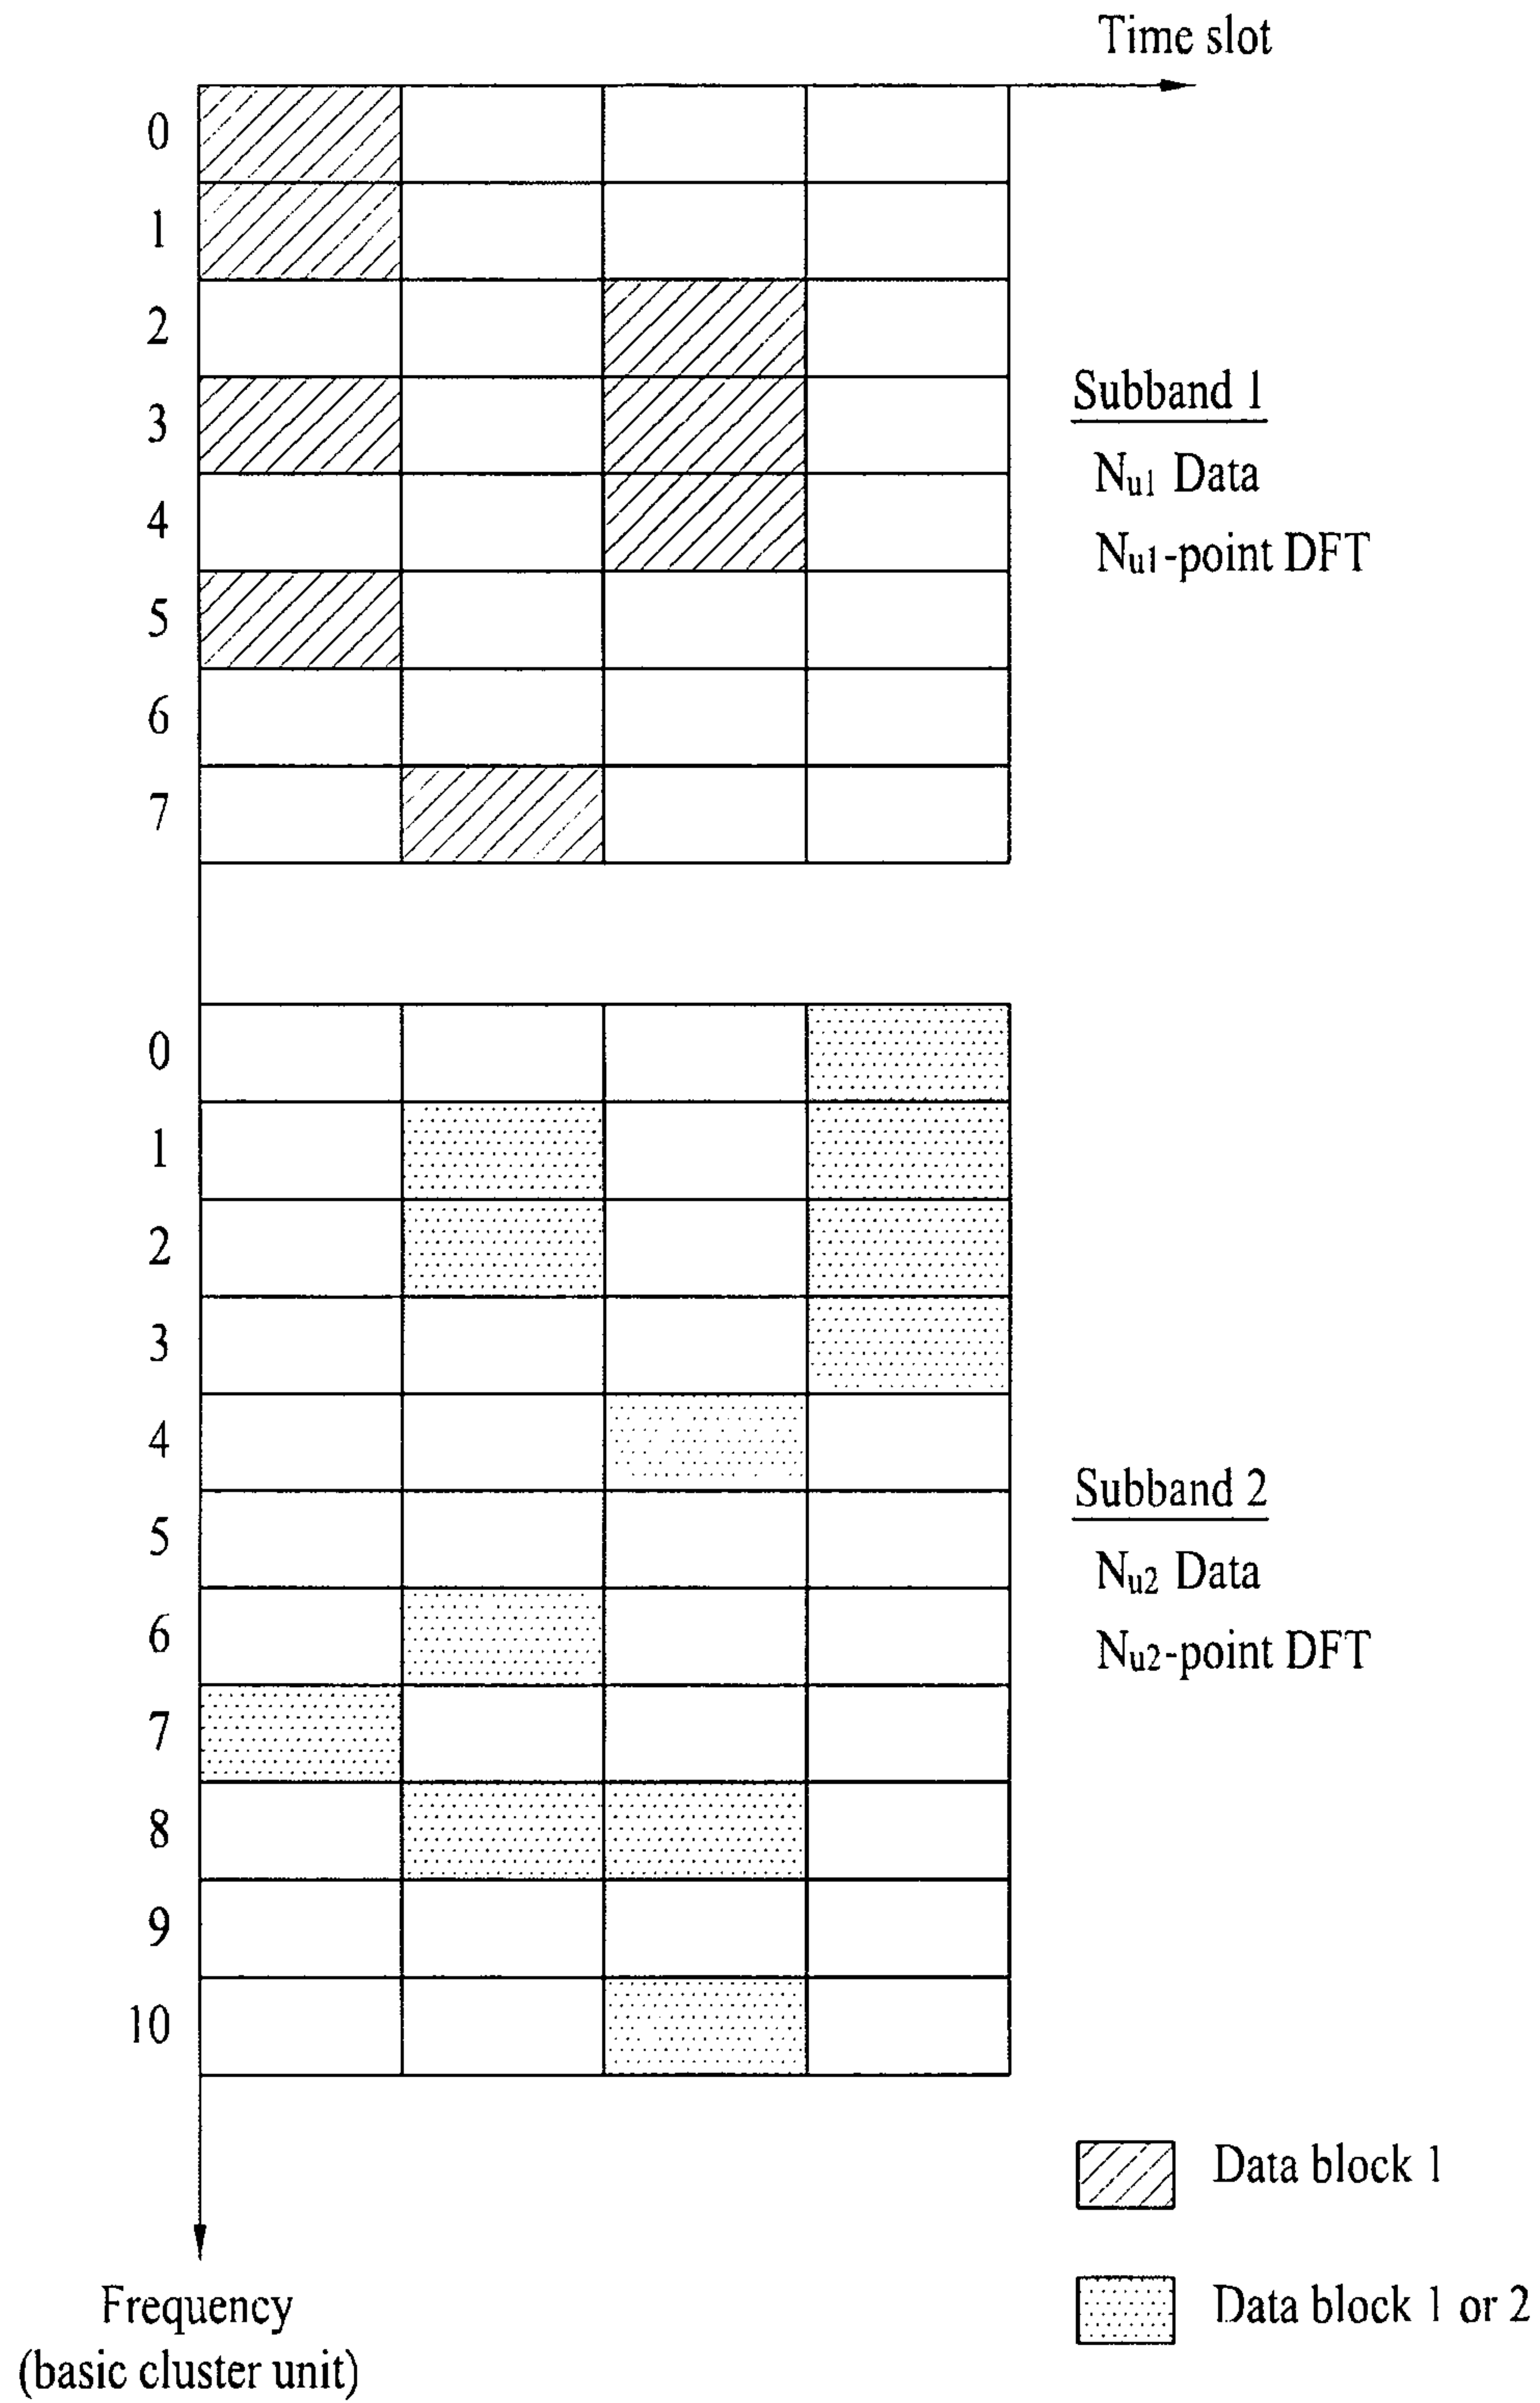 Time slot
0
1
2
3
4
5
6
7
Subband 1
Nu1 Data
Nu1-point DFT
0
1
2
3
4
5
6
7
8
9
10
Subband 2
Nu2 Data
Nu2-point DFT
Data block 1
Data block 1 or 2
Frequency
(basic cluster unit)